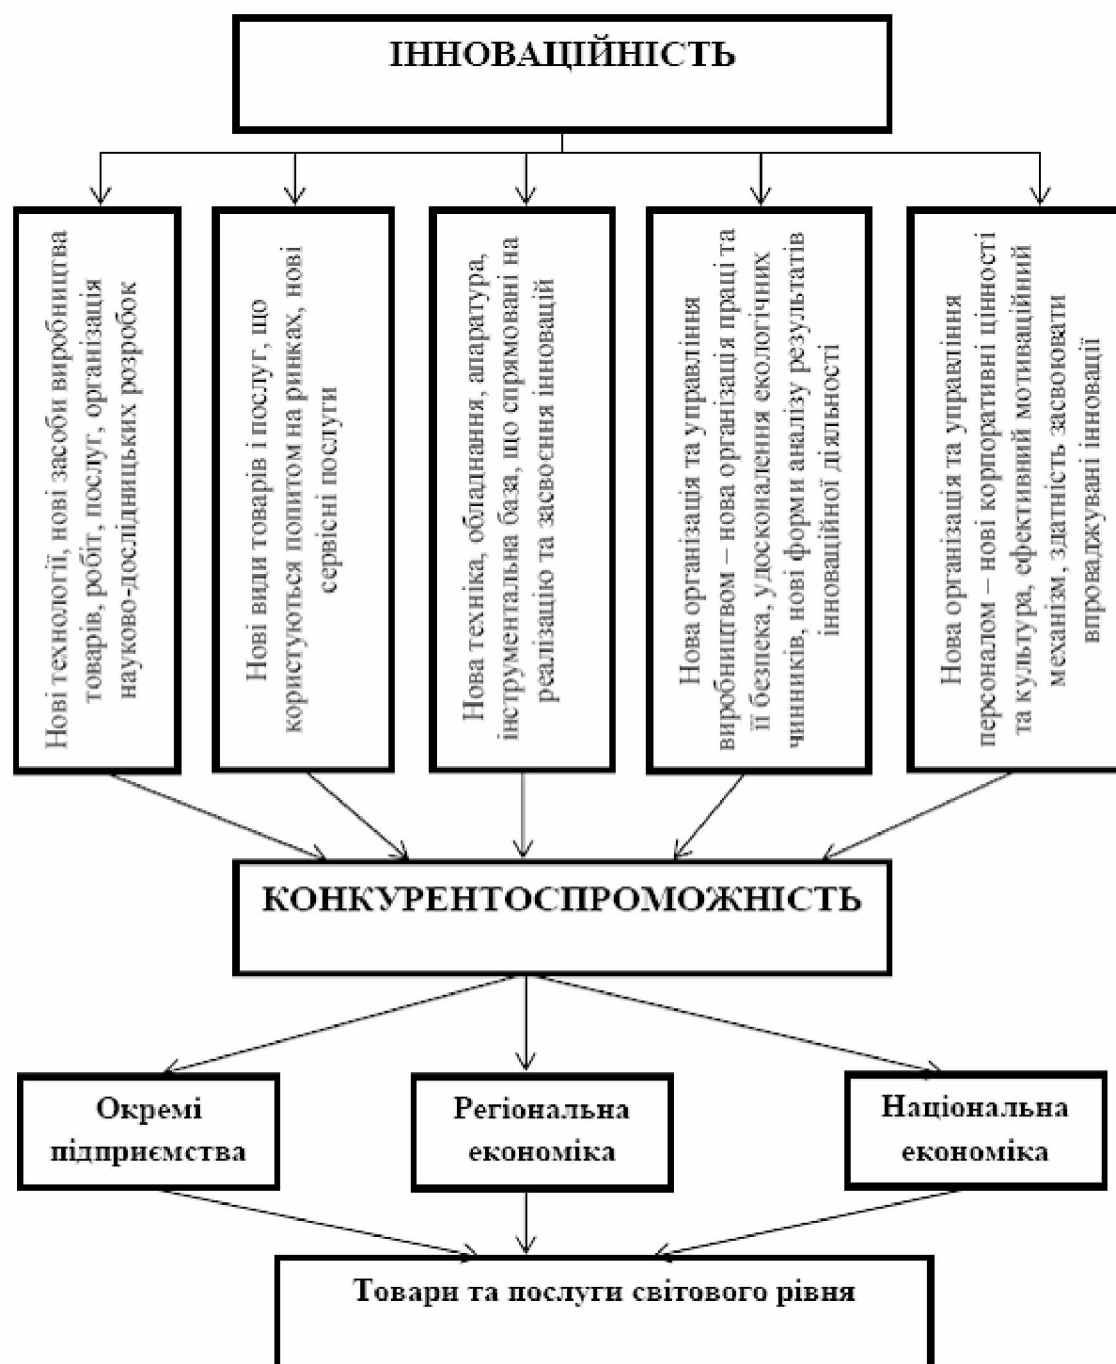 ІННОВАЦІЙНІСТЬ
Нові технології, нові засоби виробництва
товарів, робіт, послуг, організація
науково-дослідницьких розробок
Нові види товарів і послуг, що
користуються попитом на ринках, нові
сервісні послуги
Нова техніка, обладнання, апаратура,
інструментальна база, що спрямовані на
реалізацію та засвоєння інновацій
Нова організація та управління
виробництвом – нова організація праці та
її безпека, удосконалення екологічних
чинників, нові форми аналізу результатів
інноваційної діяльності
Нова організація та управління
персоналом – нові корпоративні цінності
та культура, ефективний мотиваційний
механізм, здатність засвоювати
впроваджувані інновації
КОНКУРЕНТОСПРОМОЖНІСТЬ
Окремі
підприємства
Регіональна
економіка
Національна
економіка
Товари та послуги світового рівня